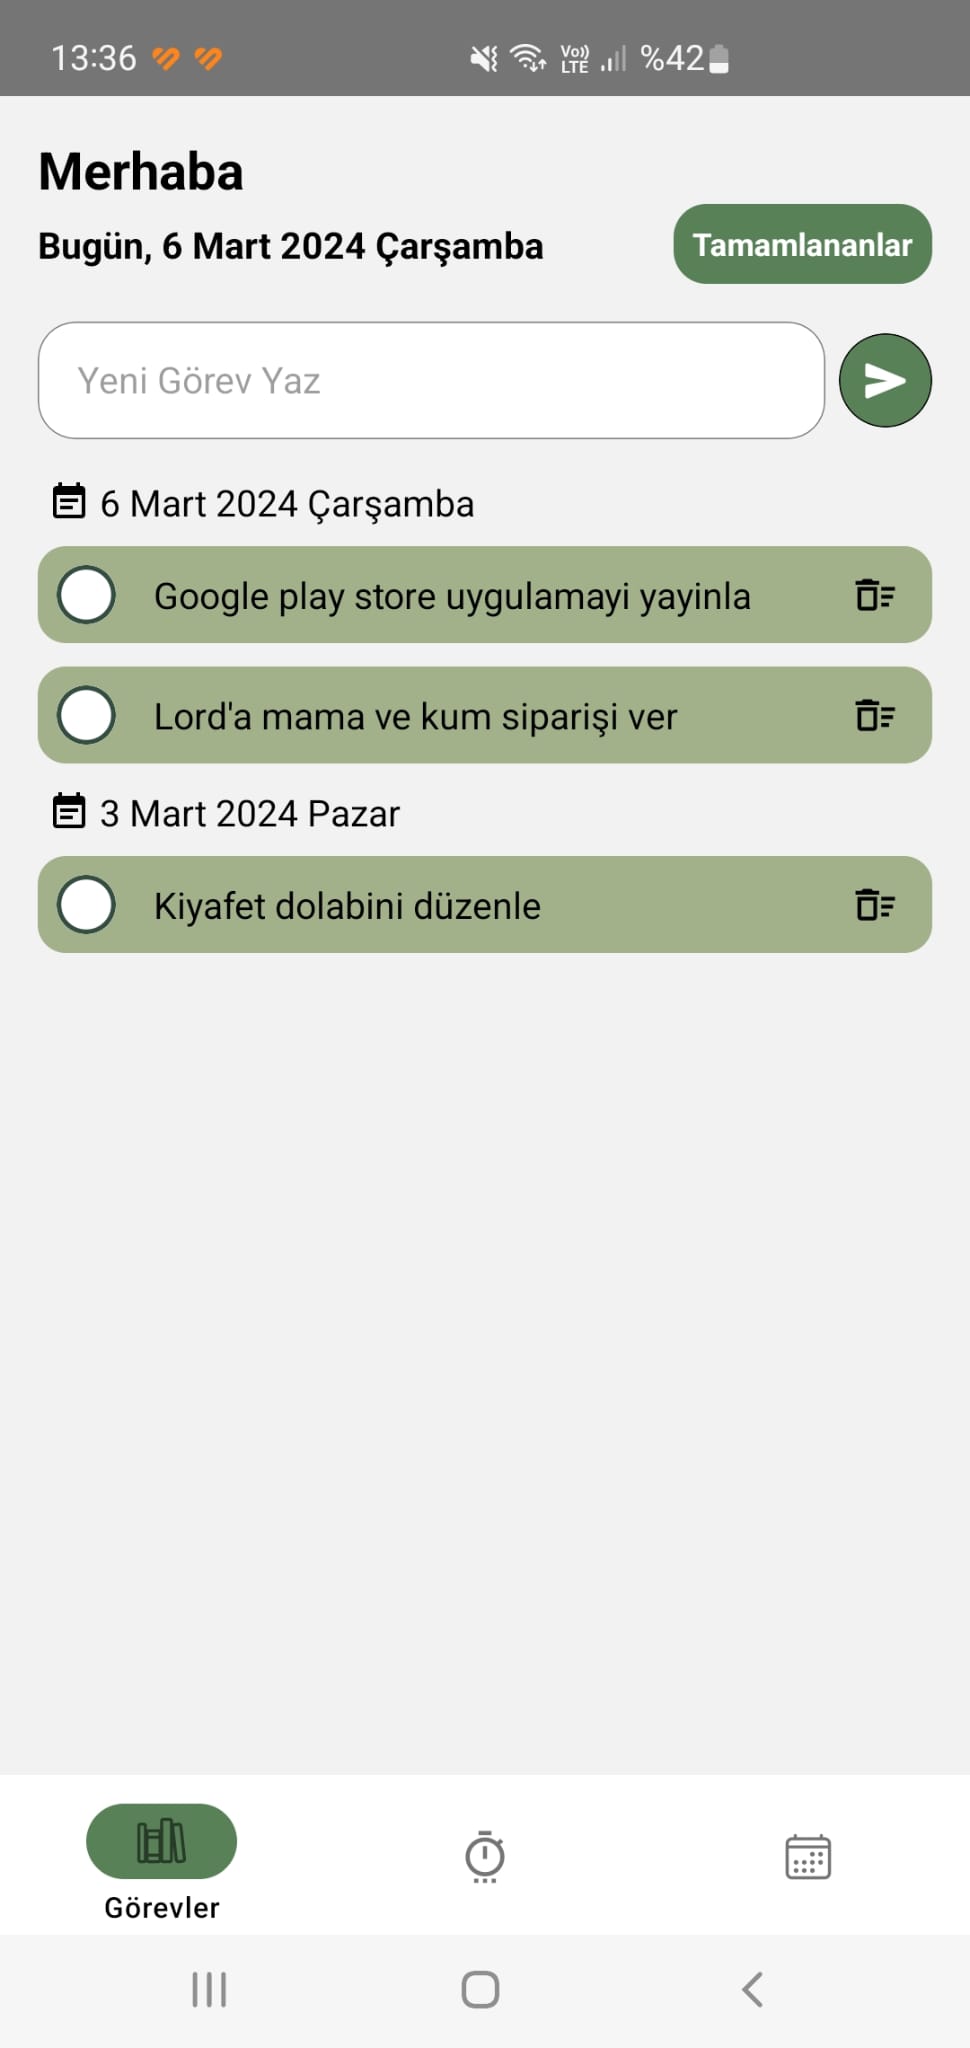 13:36 Vo)) LTE %42
Merhaba
Bugün, 6 Mart 2024 Çarşamba
Tamamlananlar
Yeni Görev Yaz
6 Mart 2024 Çarşamba
Google play store uygulamayi yayinla
Lord'a mama ve kum siparişi ver
3 Mart 2024 Pazar
Kiyafet dolabini düzenle
Görevler